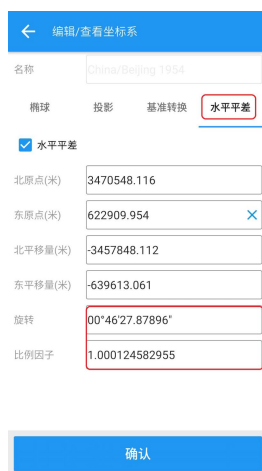 编辑/查看坐标系
名称 China/Beijing 1954
椭球 投影 基准转换 水平平差
水平平差
北原点(米) 3470548.116
东原点(米) 622909.954
北平移量(米) -3457848.112
东平移量(米) -639613.061
旋转 00°46'27.87896"
比例因子 1.000124582955
确认